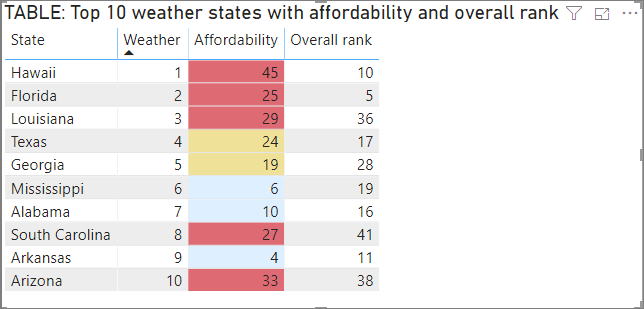 TABLE: Top 10 weather states with affordability and overall rank
State Weather Affordability Overall rank
Hawaii 1 45 10
Florida 2 25 5
Louisiana 3 29 36
Texas 4 24 17
Georgia 5 19 28
Mississippi 6 6 19
Alabama 7 10 16
South Carolina 8 27 41
Arkansas 9 4 11
Arizona 10 33 38